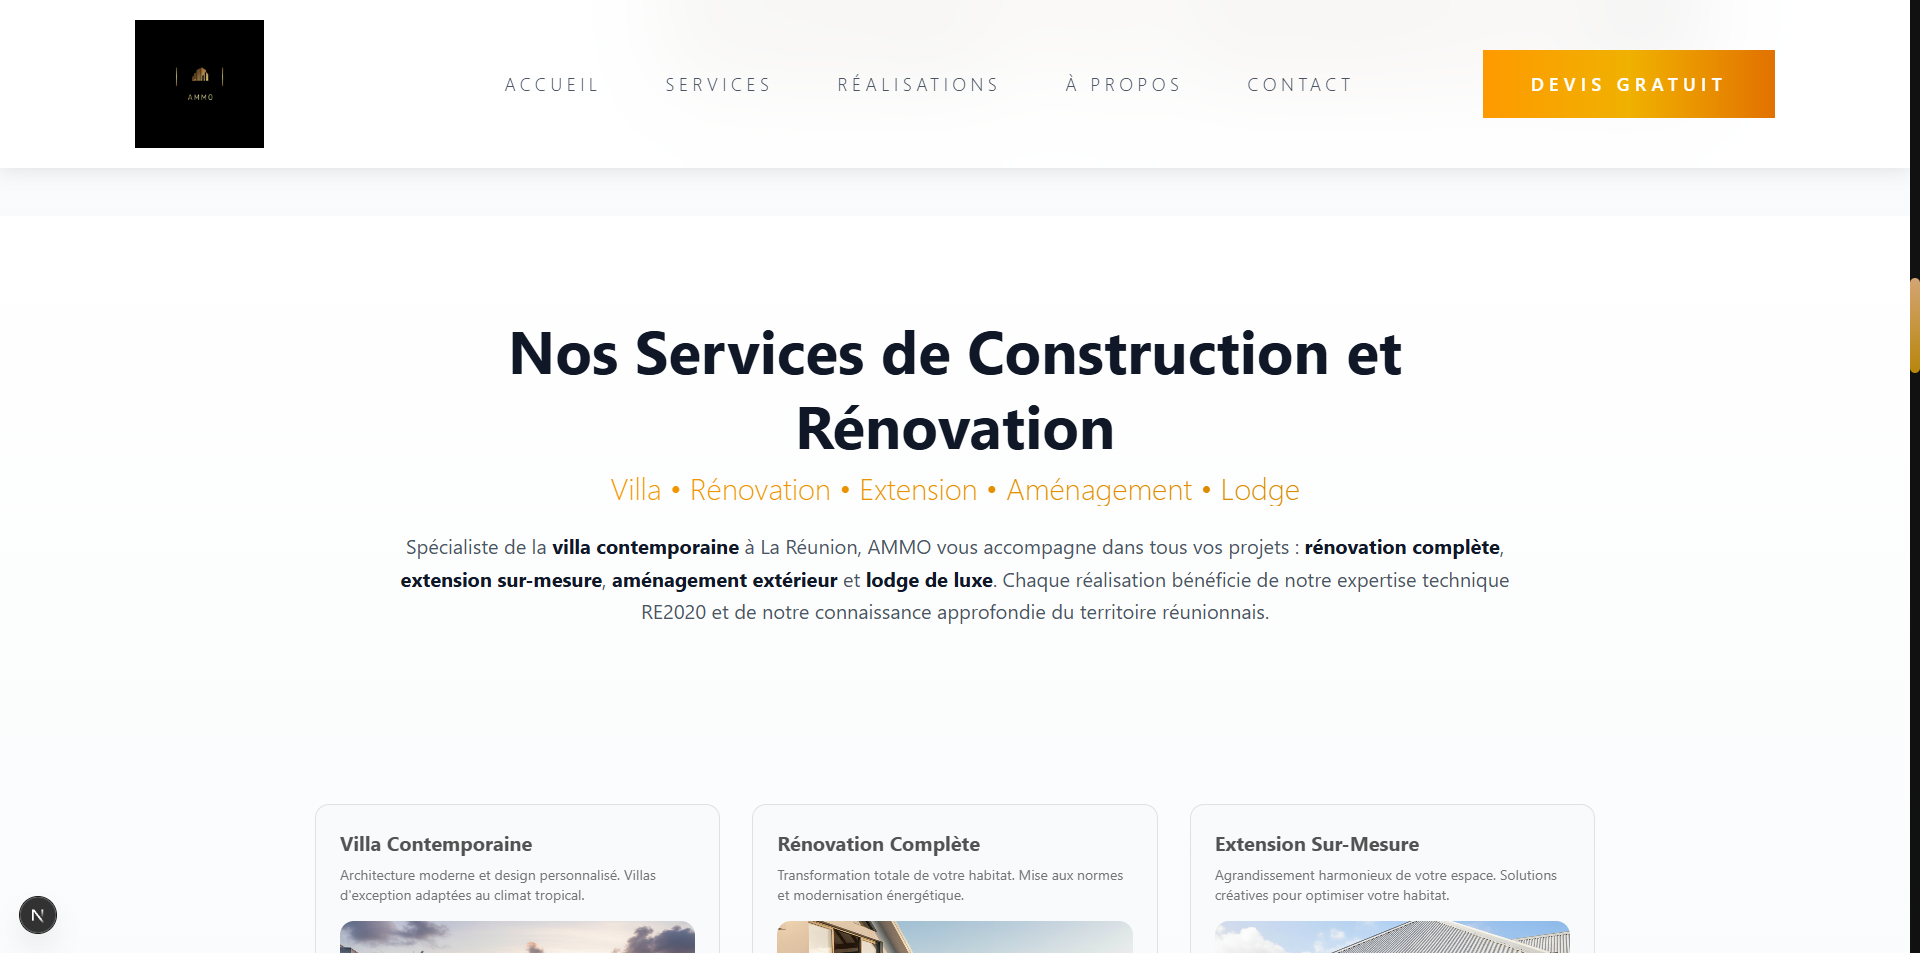 AMMO
ACCUEIL
SERVICES
RÉALISATIONS
À PROPOS
CONTACT
DEVIS GRATUIT
Nos Services de Construction et
Rénovation
Villa • Rénovation • Extension • Aménagement • Lodge
Spécialiste de la villa contemporaine à La Réunion, AMMO vous accompagne dans tous vos projets : rénovation complète,
extension sur-mesure, aménagement extérieur et lodge de luxe. Chaque réalisation bénéficie de notre expertise technique
RE2020 et de notre connaissance approfondie du territoire réunionnais.
Villa Contemporaine
Architecture moderne et design personnalisé. Villas
d'exception adaptées au climat tropical.
Rénovation Complète
Transformation totale de votre habitat. Mise aux normes
et modernisation énergétique.
Extension Sur-Mesure
Agrandissement harmonieux de votre espace. Solutions
créatives pour optimiser votre habitat.
N